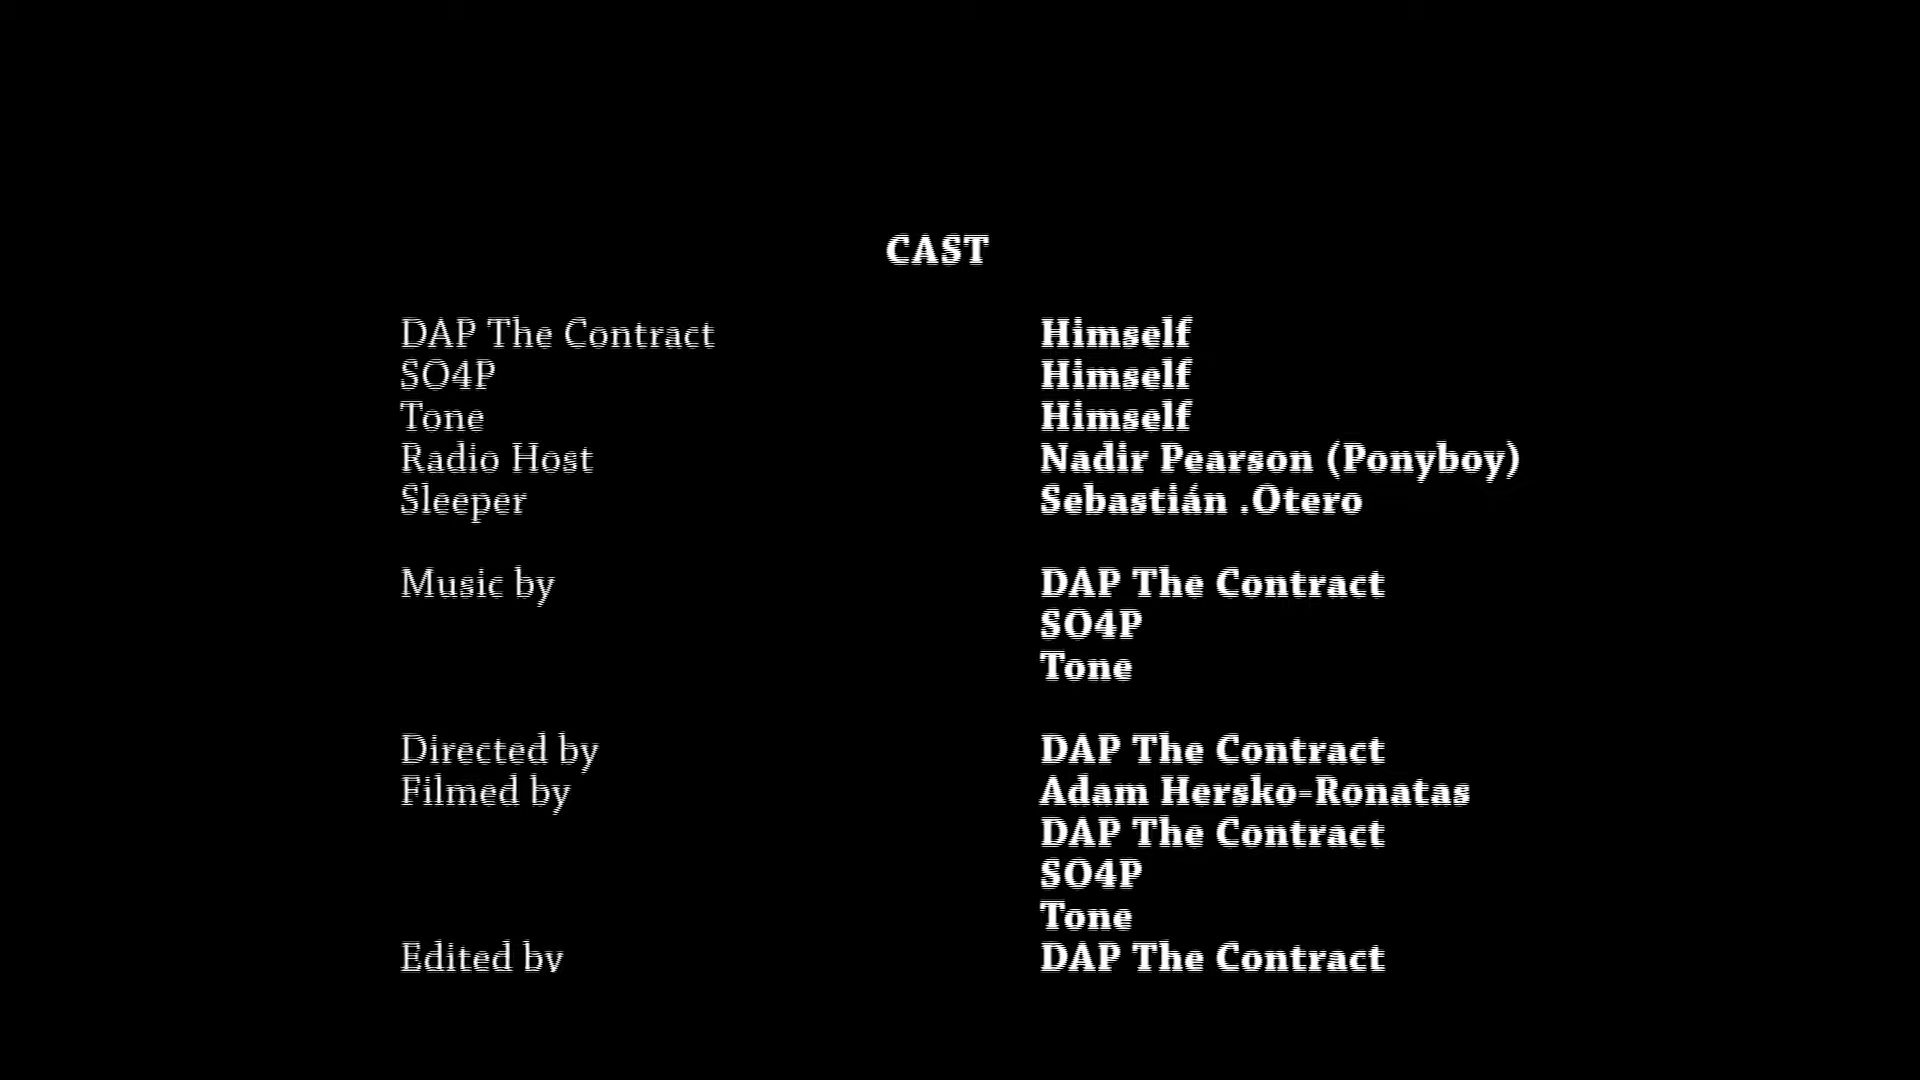 CAST
DAP The Contract Himself
SO4P Himself
Tone Himself
Radio Host Nadir Pearson (Ponyboy)
Sleeper Sebastián .Otero
Music by DAP The Contract
SO4P
Tone
Directed by DAP The Contract
Filmed by Adam Hersko-Ronatas
DAP The Contract
SO4P
Tone
Edited by DAP The Contract